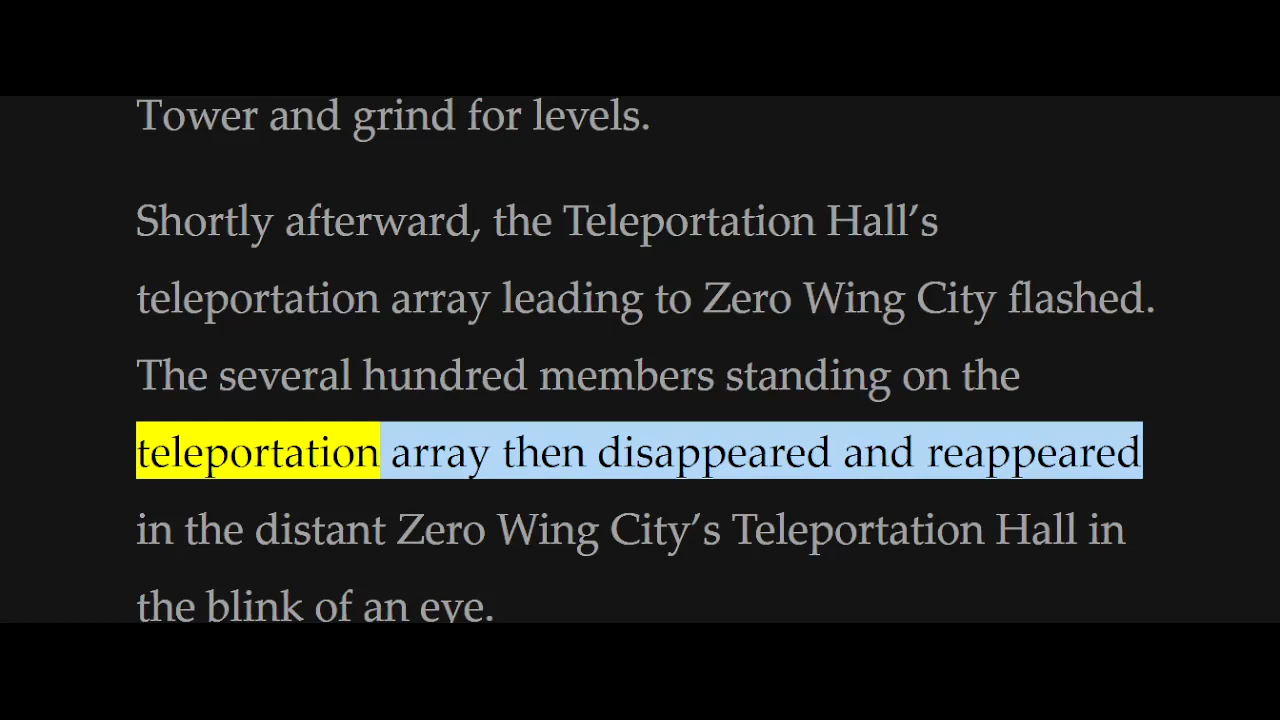 Tower and grind for levels.
Shortly afterward, the Teleportation Hall’s
teleportation array leading to Zero Wing City flashed.
The several hundred members standing on the
teleportation array then disappeared and reappeared
in the distant Zero Wing City’s Teleportation Hall in
the blink of an eye.